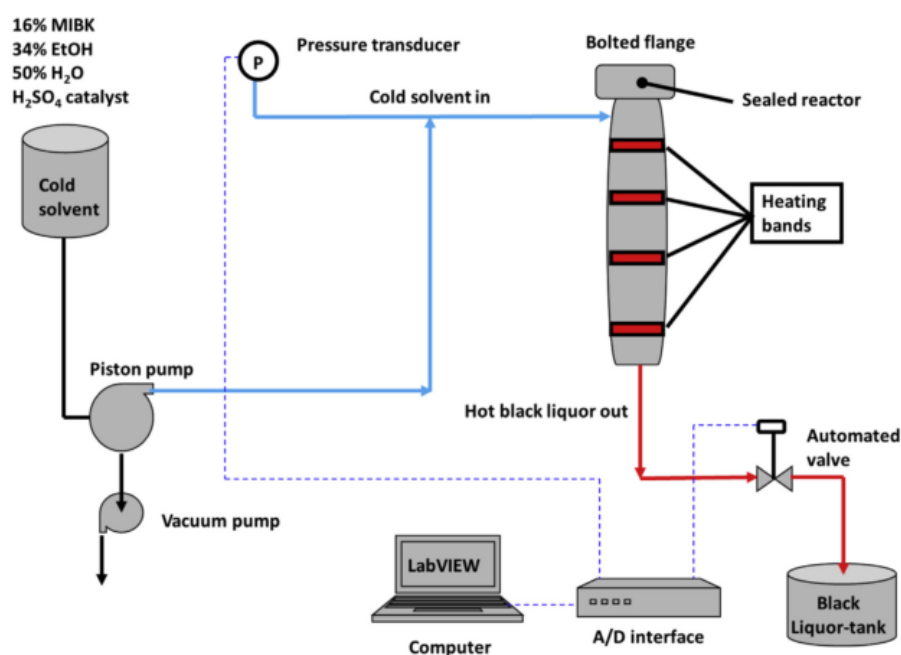 16% MIBK
34% EtOH
50% H₂O
H₂SO₄ catalyst
Cold
solvent
P
Pressure transducer
Cold solvent in
Bolted flange
Sealed reactor
Heating
bands
Piston pump
Hot black liquor out
Automated
valve
Vacuum pump
LabVIEW
Computer
A/D interface
Black
Liquor-tank